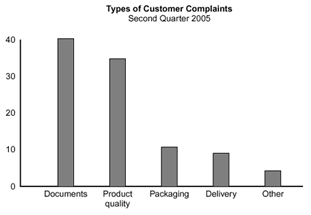 Types of Customer Complaints
Second Quarter 2005
40
30
20
10
0
Documents Product quality Packaging Delivery Other